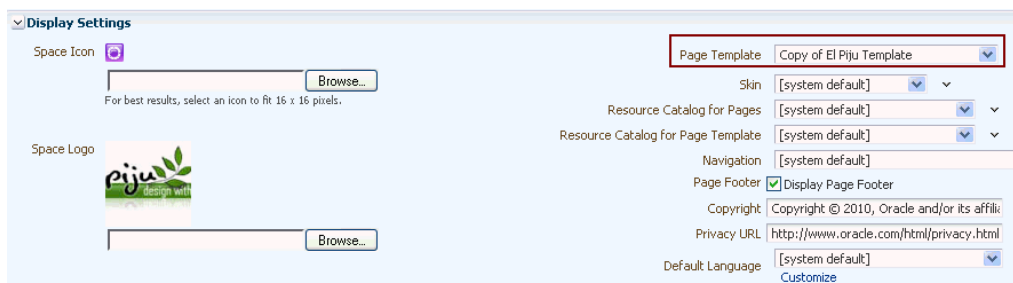 Display Settings
Space Icon
Browse...
For best results, select an icon to fit 16 x 16 pixels.
Space Logo
piju
design with
Browse...
Page Template Copy of El Piju Template
Skin [system default]
Resource Catalog for Pages [system default]
Resource Catalog for Page Template [system default]
Navigation [system default]
Page Footer Display Page Footer
Copyright Copyright © 2010, Oracle and/or its affilia
Privacy URL http://www.oracle.com/html/privacy.html
Default Language [system default]
Customize